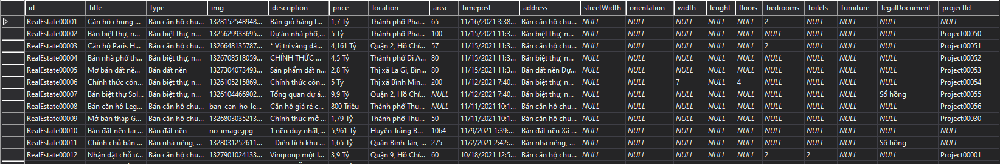 id title type img description price location area timepost address streetWidth orientation width lenght floors bedrooms toilets furniture legalDocument projectId
RealEstate00001 Căn hộ chung ... Bán căn hộ chu... 1328152548948... Bán giỏ hàng t... 1,7 Tỷ Thành phố Pha... 65 11/16/2021 3:38... Bán căn hộ chu... NULL NULL NULL NULL NULL 2 NULL NULL NULL NULL
RealEstate00002 Bán biệt thự, n... Bán biệt thự, n... 1325629933695... Dự án nhà phố,... 5 Tỷ Thành phố Pha... 100 11/15/2021 11:3... Bán biệt thự, n... NULL NULL NULL NULL NULL NULL NULL NULL NULL Project00050
RealEstate00003 Căn hộ Paris H... Bán căn hộ chu... 1326648135787... * Vị trí vàng đá... 4,161 Tỷ Quận 2, Hồ Chí... 57 11/15/2021 11:3... Bán căn hộ chu... NULL NULL NULL NULL NULL 2 NULL NULL NULL Project00051
RealEstate00004 Bán nhà phố th... Bán biệt thự, n... 1326708518059... CHÍNH THỨC ... 4,5 Tỷ Thành phố Dĩ A... 80 11/15/2021 11:3... Bán biệt thự, n... NULL NULL NULL NULL NULL NULL NULL NULL NULL Project00052
RealEstate00005 Mở bán đất nề... Bán đất nền 1327304073493... Sản phẩm đất n... 2,8 Tỷ Thị xã La Gi, Bìn... 80 11/15/2021 11:3... Bán đất nền Dự... NULL NULL NULL NULL NULL NULL NULL NULL NULL Project00053
RealEstate00006 Chính thức côn... Bán biệt thự, n... 1326105215869... Chính thức côn... 5 Tỷ Thị xã Bình Min... 200 11/12/2021 7:40... Bán biệt thự, n... NULL NULL 7 NULL 4 NULL NULL NULL NULL Project00054
RealEstate00007 Bán biệt thự Sol... Bán biệt thự, n... 1326104466902... Tổng quan dự á... 9,9 Tỷ Quận 2, Hồ Chí... NULL 11/12/2021 7:40... Bán biệt thự, n... NULL NULL NULL NULL NULL NULL NULL NULL Sổ hồng Project00055
RealEstate00008 Bán căn hộ Leg... Bán căn hộ chu... ban-can-ho-le... Căn hộ giá rẻ c... 800 Triệu Thành phố Thu... NULL 11/11/2021 10:1... Bán căn hộ chu... NULL NULL NULL NULL NULL NULL NULL NULL NULL Project00056
RealEstate00009 Mở bán tháp G... Bán căn hộ chu... 1326803035213... Chính thức mở ... 1,79 Tỷ Thành phố Thu... 50 11/11/2021 10:1... Bán căn hộ chu... NULL NULL NULL NULL NULL NULL NULL NULL NULL Project00030
RealEstate00010 Bán đất nền tại ... Bán đất nền no-image.jpg 1 nền duy nhất,... 5,961 Tỷ Huyện Trảng B... 1064 11/9/2021 1:39:... Bán đất nền Xã ... NULL NULL NULL NULL NULL NULL NULL NULL NULL NULL
RealEstate00011 Chính chủ bán ... Bán nhà riêng, ... 1328031252611... - Diện tích khu ... 1,65 Tỷ Quận Bình Tân, ... 275 11/2/2021 2:42:... Bán nhà riêng, ... NULL NULL NULL NULL NULL NULL NULL NULL Sổ hồng NULL
RealEstate00012 Nhận đặt chỗ ư... Bán căn hộ chu... 1327901024133... Vingroup một l... 3,9 Tỷ Quận 9, Hồ Chí... 60 10/18/2021 12:5... Bán căn hộ chu... NULL NULL NULL NULL NULL 2 2 NULL NULL Project00001